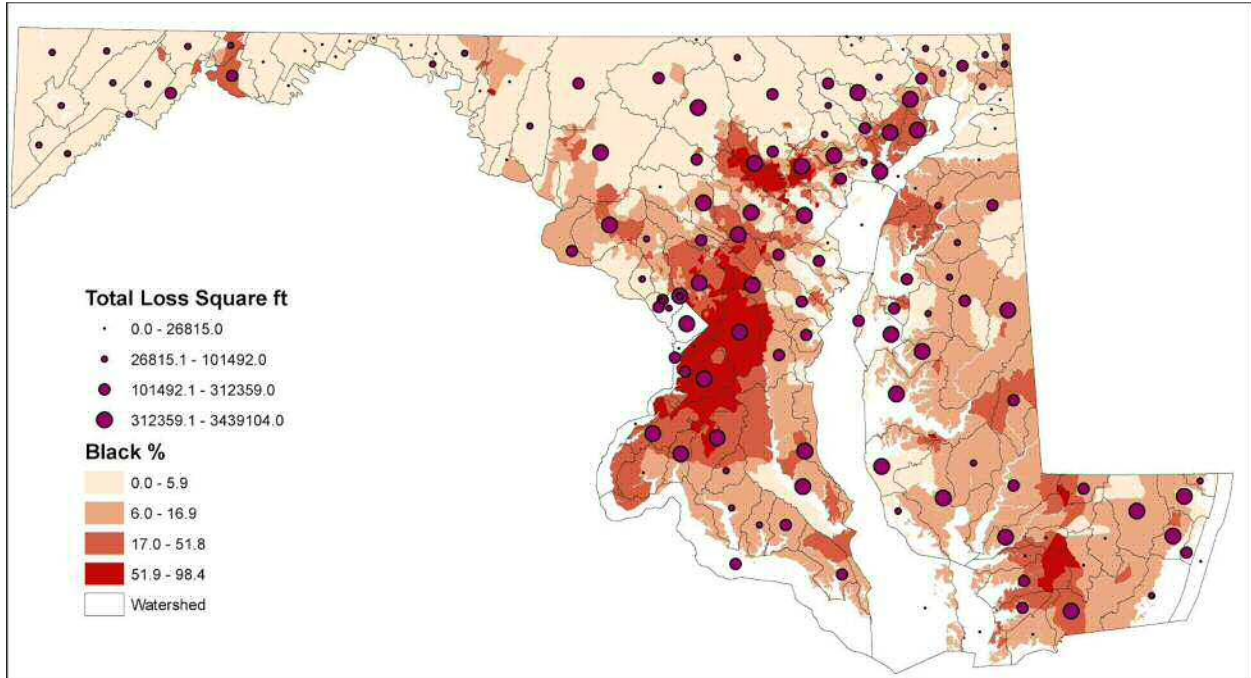 Total Loss Square ft
0.0 - 26815.0
26815.1 - 101492.0
101492.1 - 312359.0
312359.1 - 3439104.0
Black %
0.0 - 5.9
6.0 - 16.9
17.0 - 51.8
51.9 - 98.4
Watershed